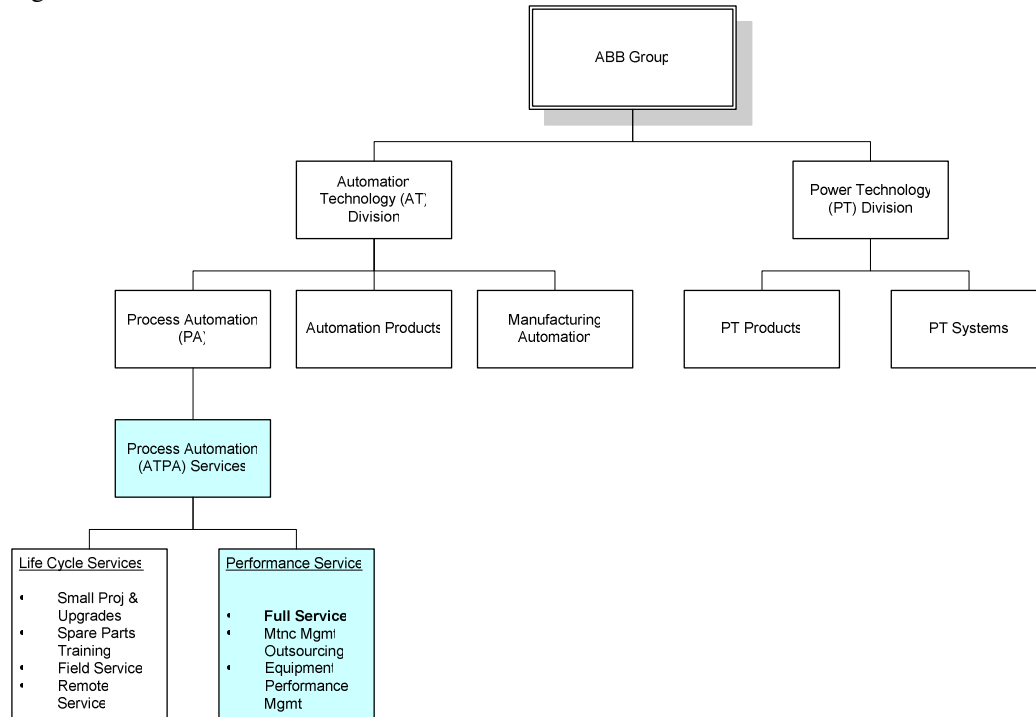 ABB Group
Automation
Technology (AT)
Division
Power Technology
(PT) Division
Process Automation
(PA)
Automation Products
Manufacturing
Automation
PT Products
PT Systems
Process Automation
(ATPA) Services
Life Cycle Services
• Small Proj &
Upgrades
• Spare Parts
Training
• Field Service
• Remote
Service
Performance Service
• Full Service
• Mtnc Mgmt
Outsourcing
• Equipment
Performance
Mgmt